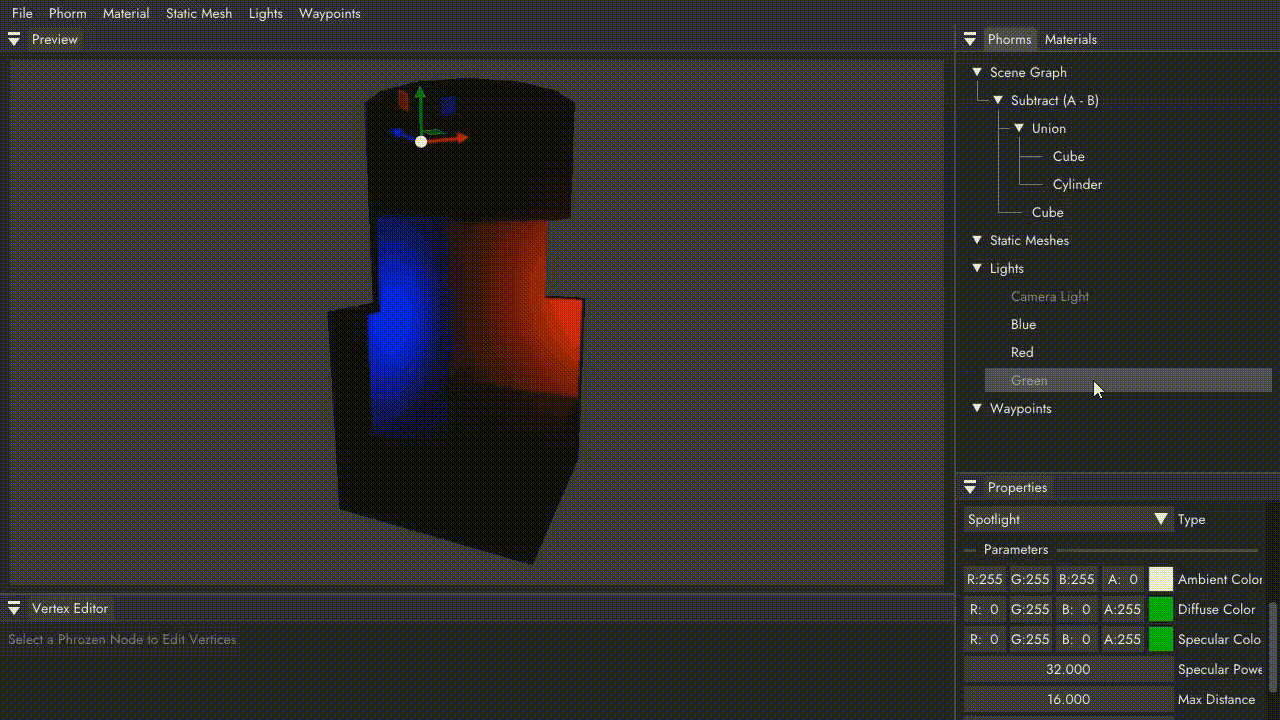 File Phorm Material Static Mesh Lights Waypoints
Preview
Phorms Materials
Scene Graph
Subtract (A - B)
Union
Cube
Cylinder
Cube
Static Meshes
Lights
Camera Light
Blue
Red
Green
Waypoints
Properties
Spotlight Type
Parameters
R:255 G:255 B:255 A: 0 Ambient Color
R: 0 G:255 B: 0 A:255 Diffuse Color
R: 0 G:255 B: 0 A:255 Specular Colo
32.000 Specular Powe
16.000 Max Distance
Vertex Editor
Select a Phrozen Node to Edit Vertices